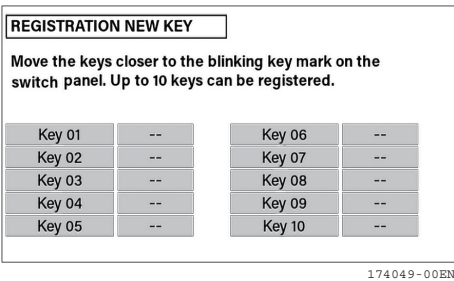 REGISTRATION NEW KEY
Move the keys closer to the blinking key mark on the
switch panel. Up to 10 keys can be registered.
Key 01 -- Key 06 --
Key 02 -- Key 07 --
Key 03 -- Key 08 --
Key 04 -- Key 09 --
Key 05 -- Key 10 --
174049-00EN